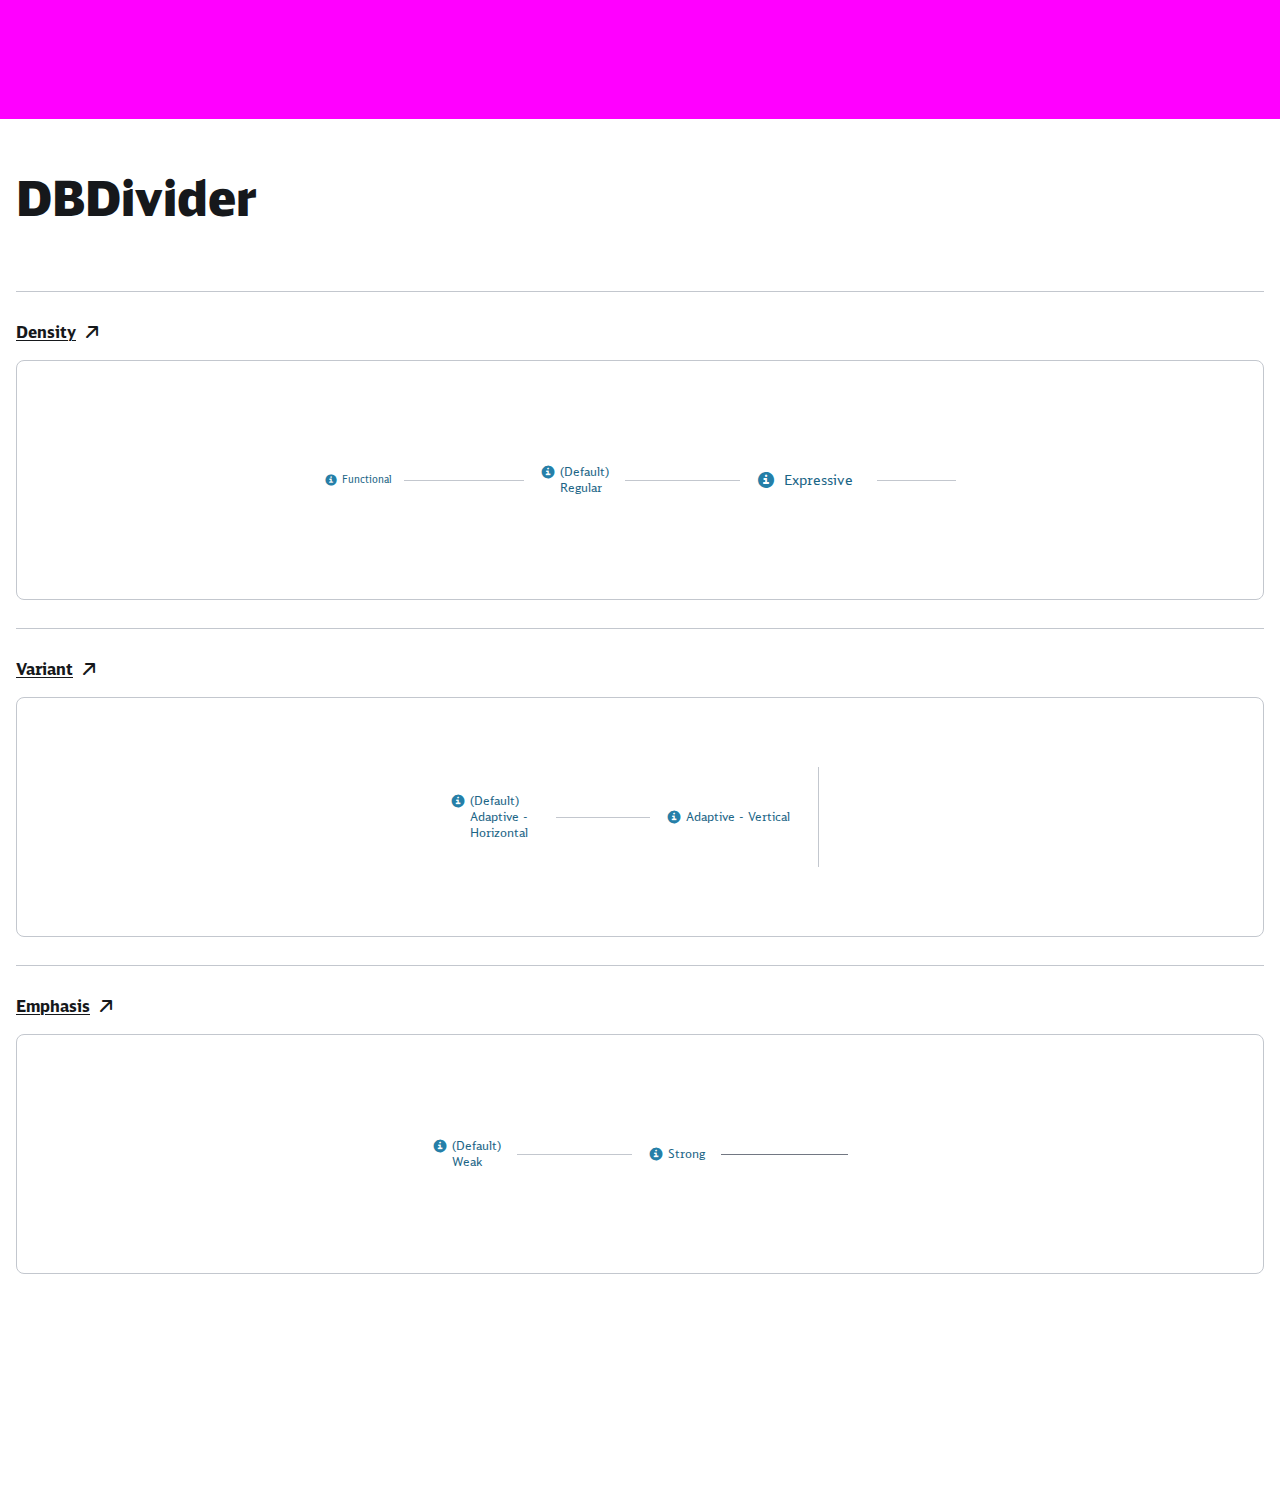 DBDivider
Density
Functional
(Default)
Regular
Expressive
Variant
(Default)
Adaptive -
Horizontal
Adaptive - Vertical
Emphasis
(Default)
Weak
Strong